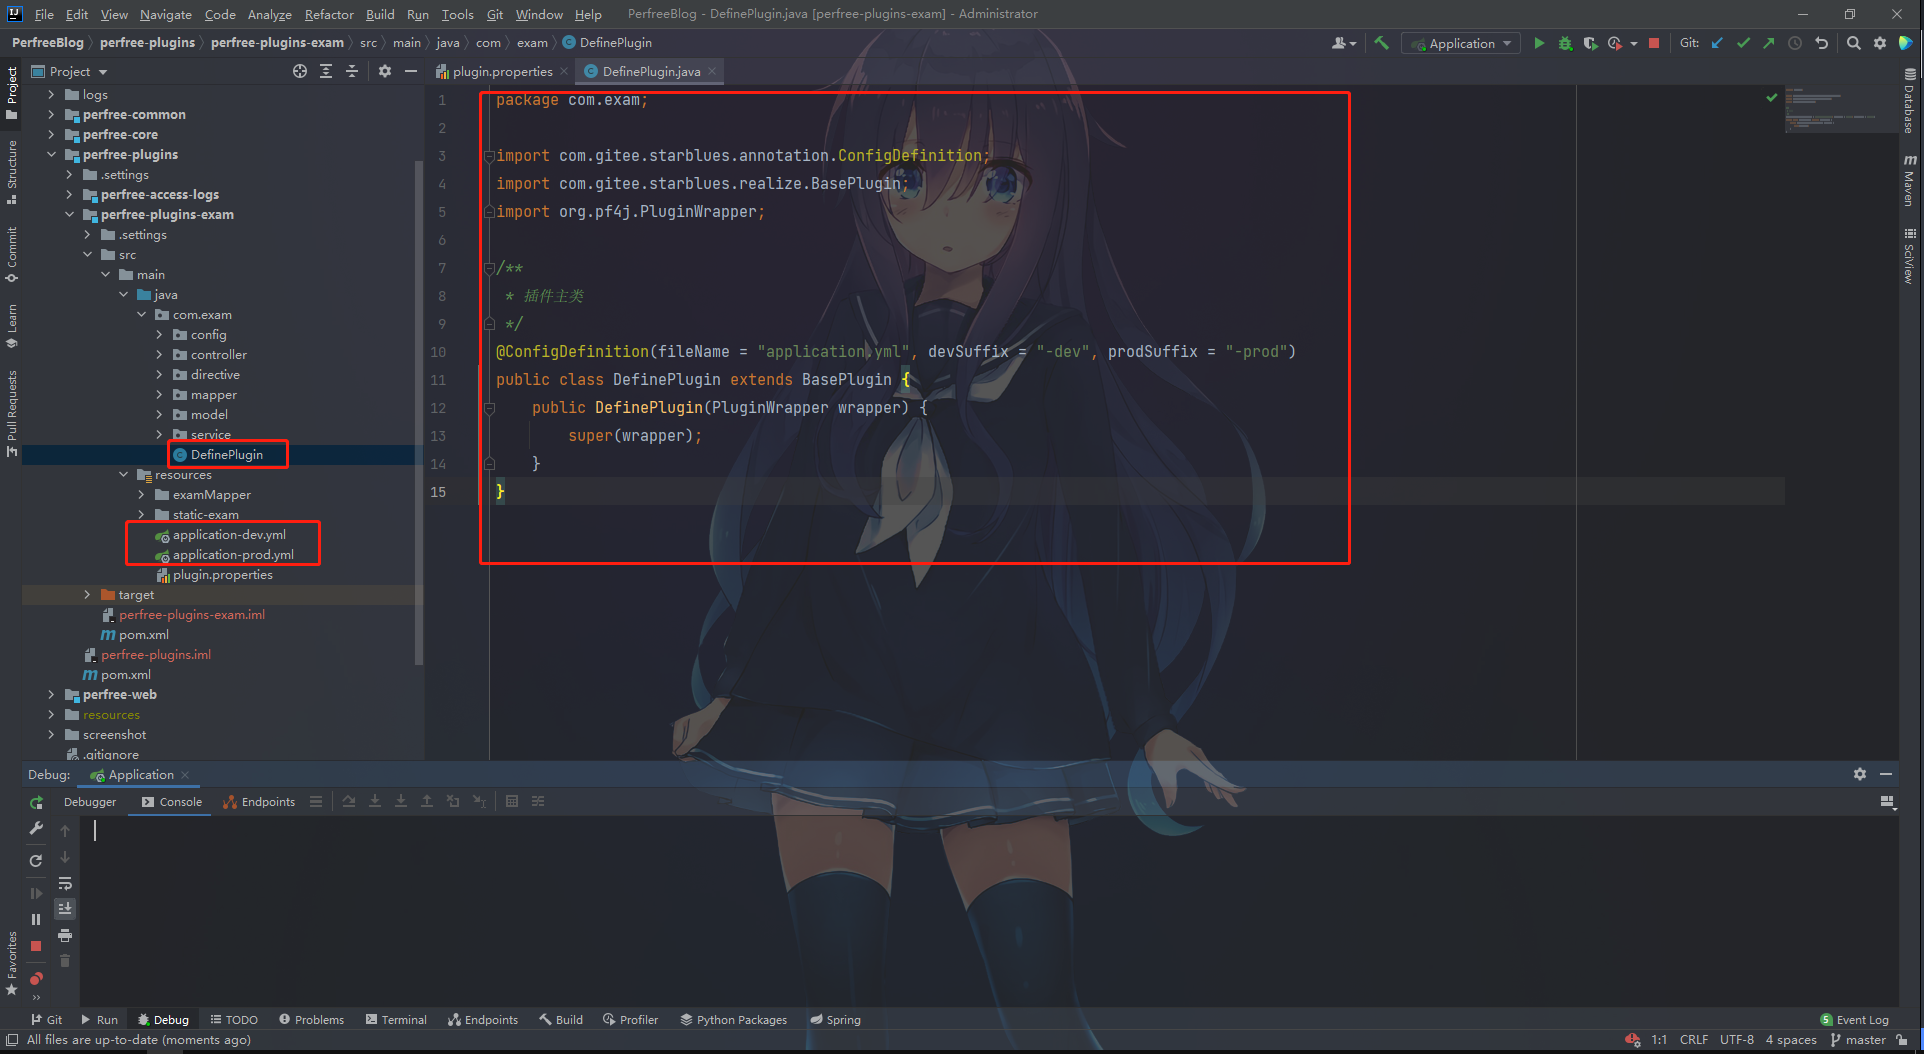 File Edit View Navigate Code Analyze Refactor Build Run Tools Git Window Help PerfreeBlog - DefinePlugin.java [perfree-plugins-exam] - Administrator
PerfreeBlog perfree-plugins perfree-plugins-exam src main java com exam DefinePlugin Application Git:
Project plugin.properties DefinePlugin.java
Project
Structure
Commit
Learn
Pull Requests
Favorites
logs
perfree-common
perfree-core
perfree-plugins
.settings
perfree-access-logs
perfree-plugins-exam
.settings
src
main
java
com.exam
config
controller
directive
mapper
model
service
DefinePlugin
resources
examMapper
static-exam
application-dev.yml
application-prod.yml
plugin.properties
target
perfree-plugins-exam.iml
pom.xml
perfree-plugins.iml
pom.xml
perfree-web
resources
screenshot
.gitignore
1 package com.exam;
2
3 import com.gitee.starblues.annotation.ConfigDefinition;
4 import com.gitee.starblues.realize.BasePlugin;
5 import org.pf4j.PluginWrapper;
6
7 /**
8 * 插件主类
9 */
10 @ConfigDefinition(fileName = "application.yml", devSuffix = "-dev", prodSuffix = "-prod")
11 public class DefinePlugin extends BasePlugin {
12 public DefinePlugin(PluginWrapper wrapper) {
13 super(wrapper);
14 }
15 }
Database
Maven
SciView
Debug: Application
Debugger Console Endpoints
Git Run Debug TODO Problems Terminal Endpoints Build Profiler Python Packages Spring 5 Event Log
All files are up-to-date (moments ago) 1:1 CRLF UTF-8 4 spaces master